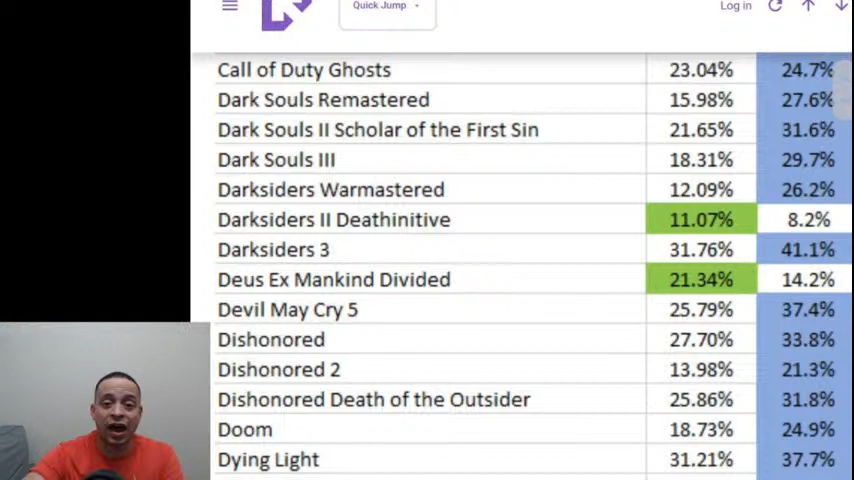 Quick Jump
Log in
Call of Duty Ghosts 23.04% 24.7%
Dark Souls Remastered 15.98% 27.6%
Dark Souls II Scholar of the First Sin 21.65% 31.6%
Dark Souls III 18.31% 29.7%
Darksiders Warmastered 12.09% 26.2%
Darksiders II Deathinitive 11.07% 8.2%
Darksiders 3 31.76% 41.1%
Deus Ex Mankind Divided 21.34% 14.2%
Devil May Cry 5 25.79% 37.4%
Dishonored 27.70% 33.8%
Dishonored 2 13.98% 21.3%
Dishonored Death of the Outsider 25.86% 31.8%
Doom 18.73% 24.9%
Dying Light 31.21% 37.7%